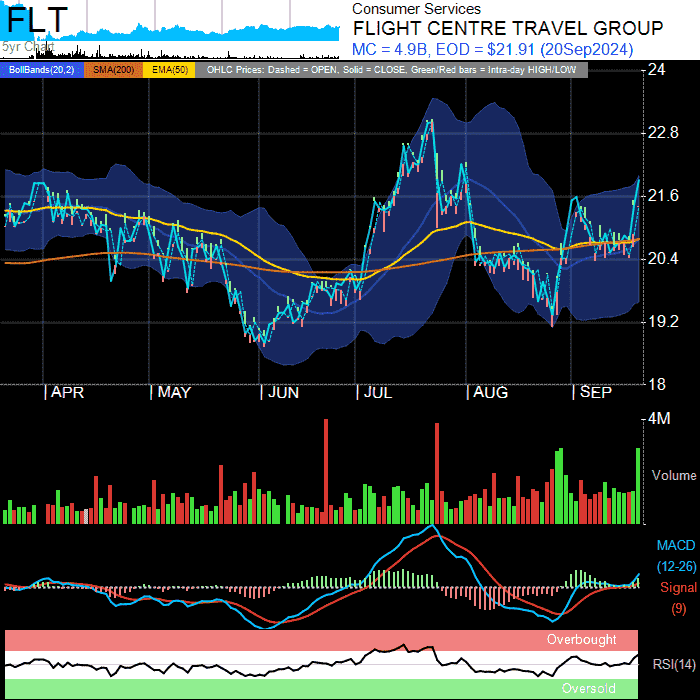 FLT
5yr Chart
Consumer Services
FLIGHT CENTRE TRAVEL GROUP
MC = 4.9B, EOD = $21.91 (20Sep2024)
BollBands(20,2) SMA(200) EMA(50) OHLC Prices: Dashed = OPEN, Solid = CLOSE, Green/Red bars = Intra-day HIGH/LOW
24
22.8
21.6
20.4
19.2
18
APR MAY JUN JUL AUG SEP
4M
Volume
MACD
(12-26)
Signal
(9)
Overbought
RSI(14)
Oversold